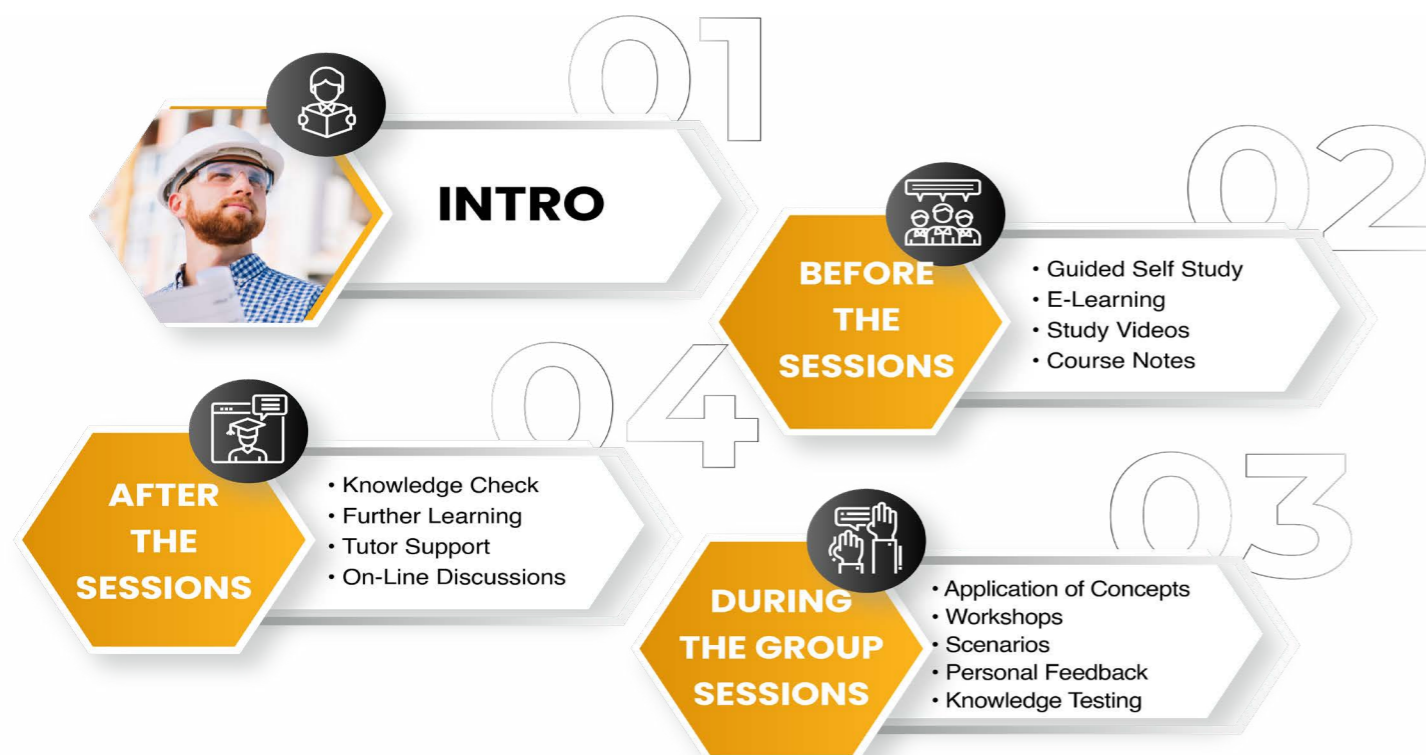 01
INTRO
02
BEFORE
THE
SESSIONS
• Guided Self Study
• E-Learning
• Study Videos
• Course Notes
03
DURING
THE GROUP
SESSIONS
• Application of Concepts
• Workshops
• Scenarios
• Personal Feedback
• Knowledge Testing
04
AFTER
THE
SESSIONS
• Knowledge Check
• Further Learning
• Tutor Support
• On-Line Discussions